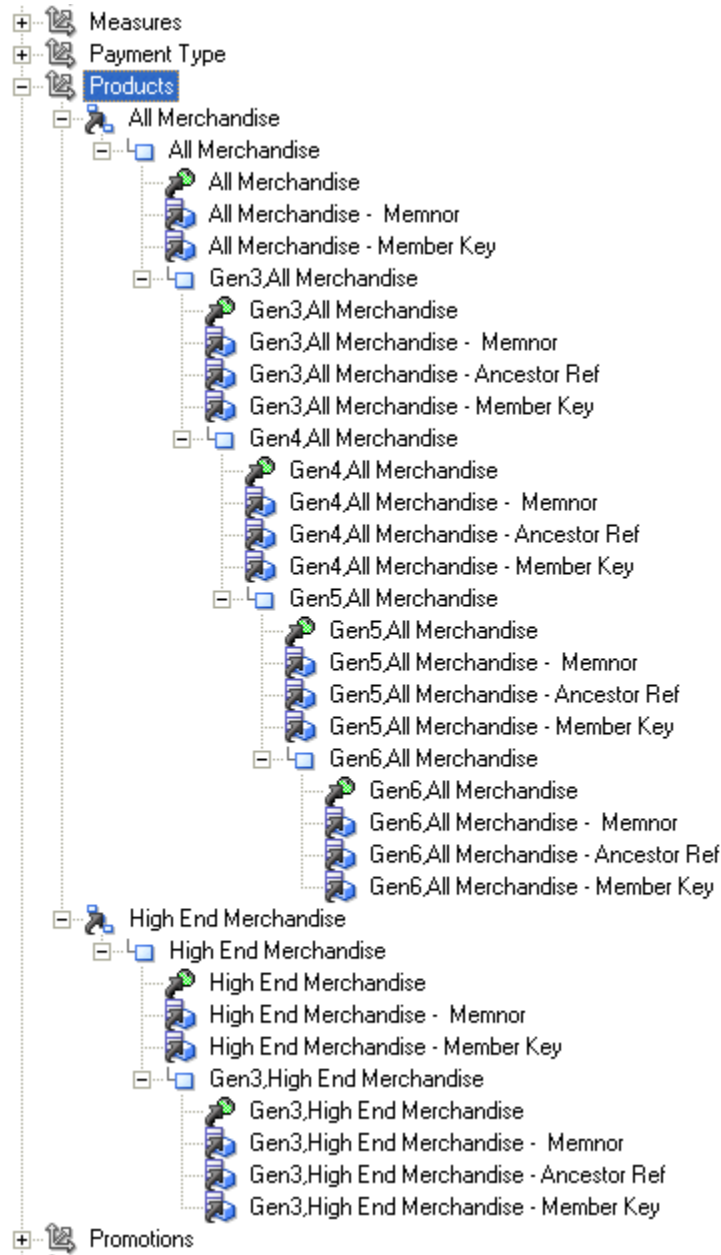 Measures
Payment Type
Products
All Merchandise
All Merchandise
All Merchandise
All Merchandise -  Memnor
All Merchandise - Member Key
Gen3,All Merchandise
Gen3,All Merchandise
Gen3,All Merchandise -  Memnor
Gen3,All Merchandise - Ancestor Ref
Gen3,All Merchandise - Member Key
Gen4,All Merchandise
Gen4,All Merchandise
Gen4,All Merchandise -  Memnor
Gen4,All Merchandise - Ancestor Ref
Gen4,All Merchandise - Member Key
Gen5,All Merchandise
Gen5,All Merchandise
Gen5,All Merchandise -  Memnor
Gen5,All Merchandise - Ancestor Ref
Gen5,All Merchandise - Member Key
Gen6,All Merchandise
Gen6,All Merchandise
Gen6,All Merchandise -  Memnor
Gen6,All Merchandise - Ancestor Ref
Gen6,All Merchandise - Member Key
High End Merchandise
High End Merchandise
High End Merchandise
High End Merchandise -  Memnor
High End Merchandise - Member Key
Gen3,High End Merchandise
Gen3,High End Merchandise
Gen3,High End Merchandise -  Memnor
Gen3,High End Merchandise - Ancestor Ref
Gen3,High End Merchandise - Member Key
Promotions